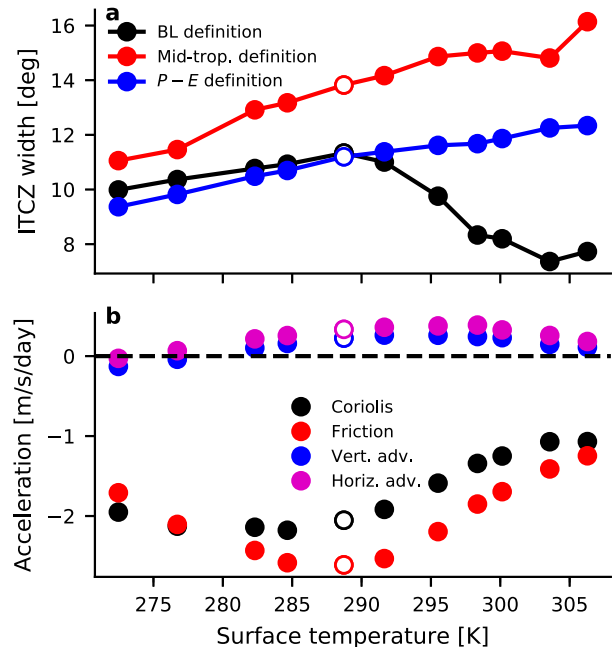 a
BL definition
Mid-trop. definition
P − E definition
16
14
12
10
8
ITCZ width [deg]
b
0
−1
−2
Acceleration [m/s/day]
Coriolis
Friction
Vert. adv.
Horiz. adv.
275 280 285 290 295 300 305
Surface temperature [K]